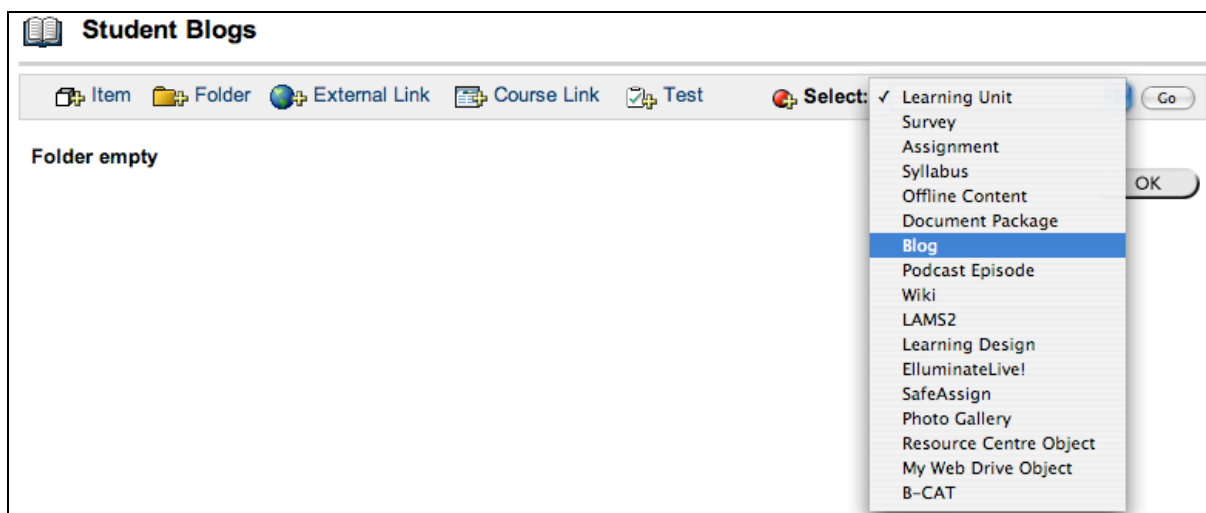 Student Blogs
Item Folder External Link Course Link Test Select: ✓ Learning Unit Go
Survey
Folder empty
Assignment
Syllabus
OK
Offline Content
Document Package
Blog
Podcast Episode
Wiki
LAMS2
Learning Design
ElluminateLive!
SafeAssign
Photo Gallery
Resource Centre Object
My Web Drive Object
B-CAT